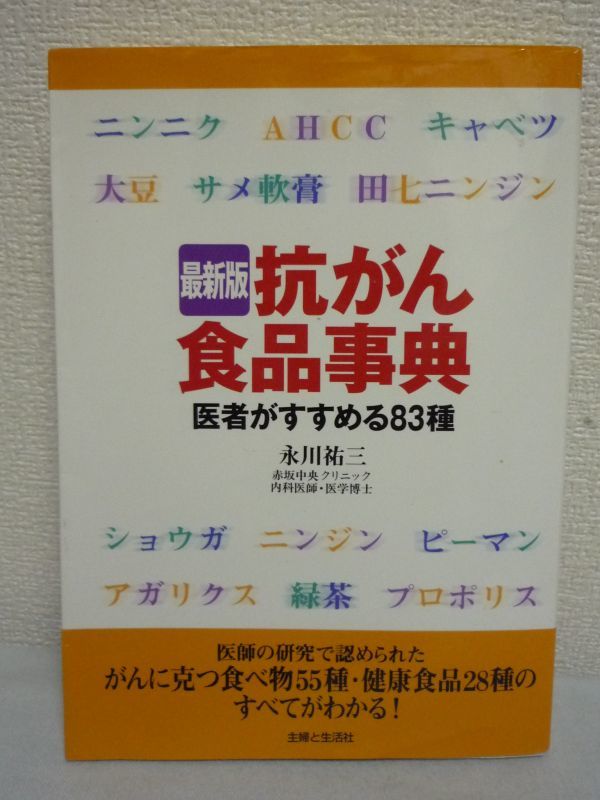 ニンニク AHCC キャベツ
大豆 サメ軟膏 田七ニンジン
最新版 抗がん
食品事典
医者がすすめる83種
永川祐三
赤坂中央クリニック
内科医師・医学博士
ショウガ ニンジン ピーマン
アガリクス 緑茶 プロポリス
医師の研究で認められた
がんに克つ食べ物55種・健康食品28種の
すべてがわかる!
主婦と生活社